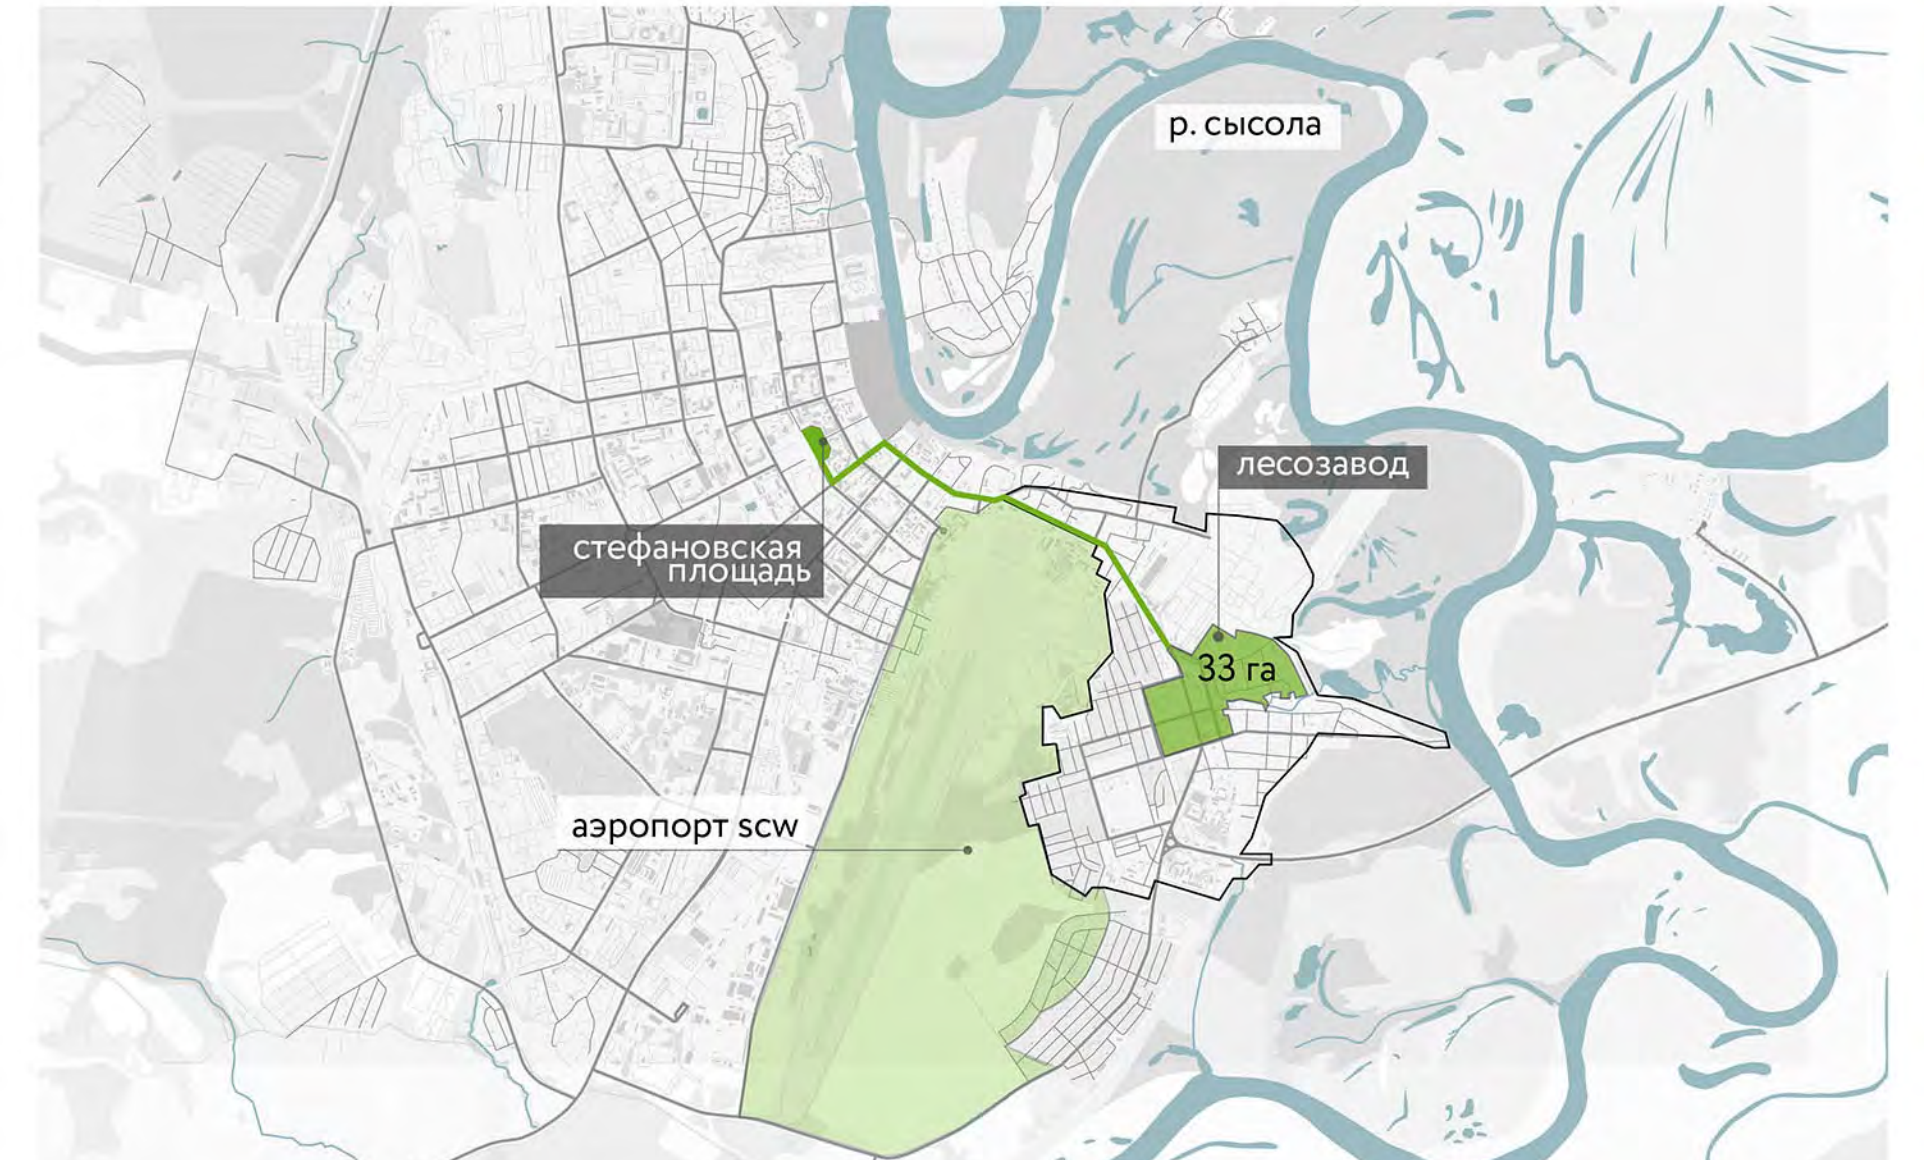 р. сысола
лесозавод
стефановская
площадь
33 га
аэропорт scw